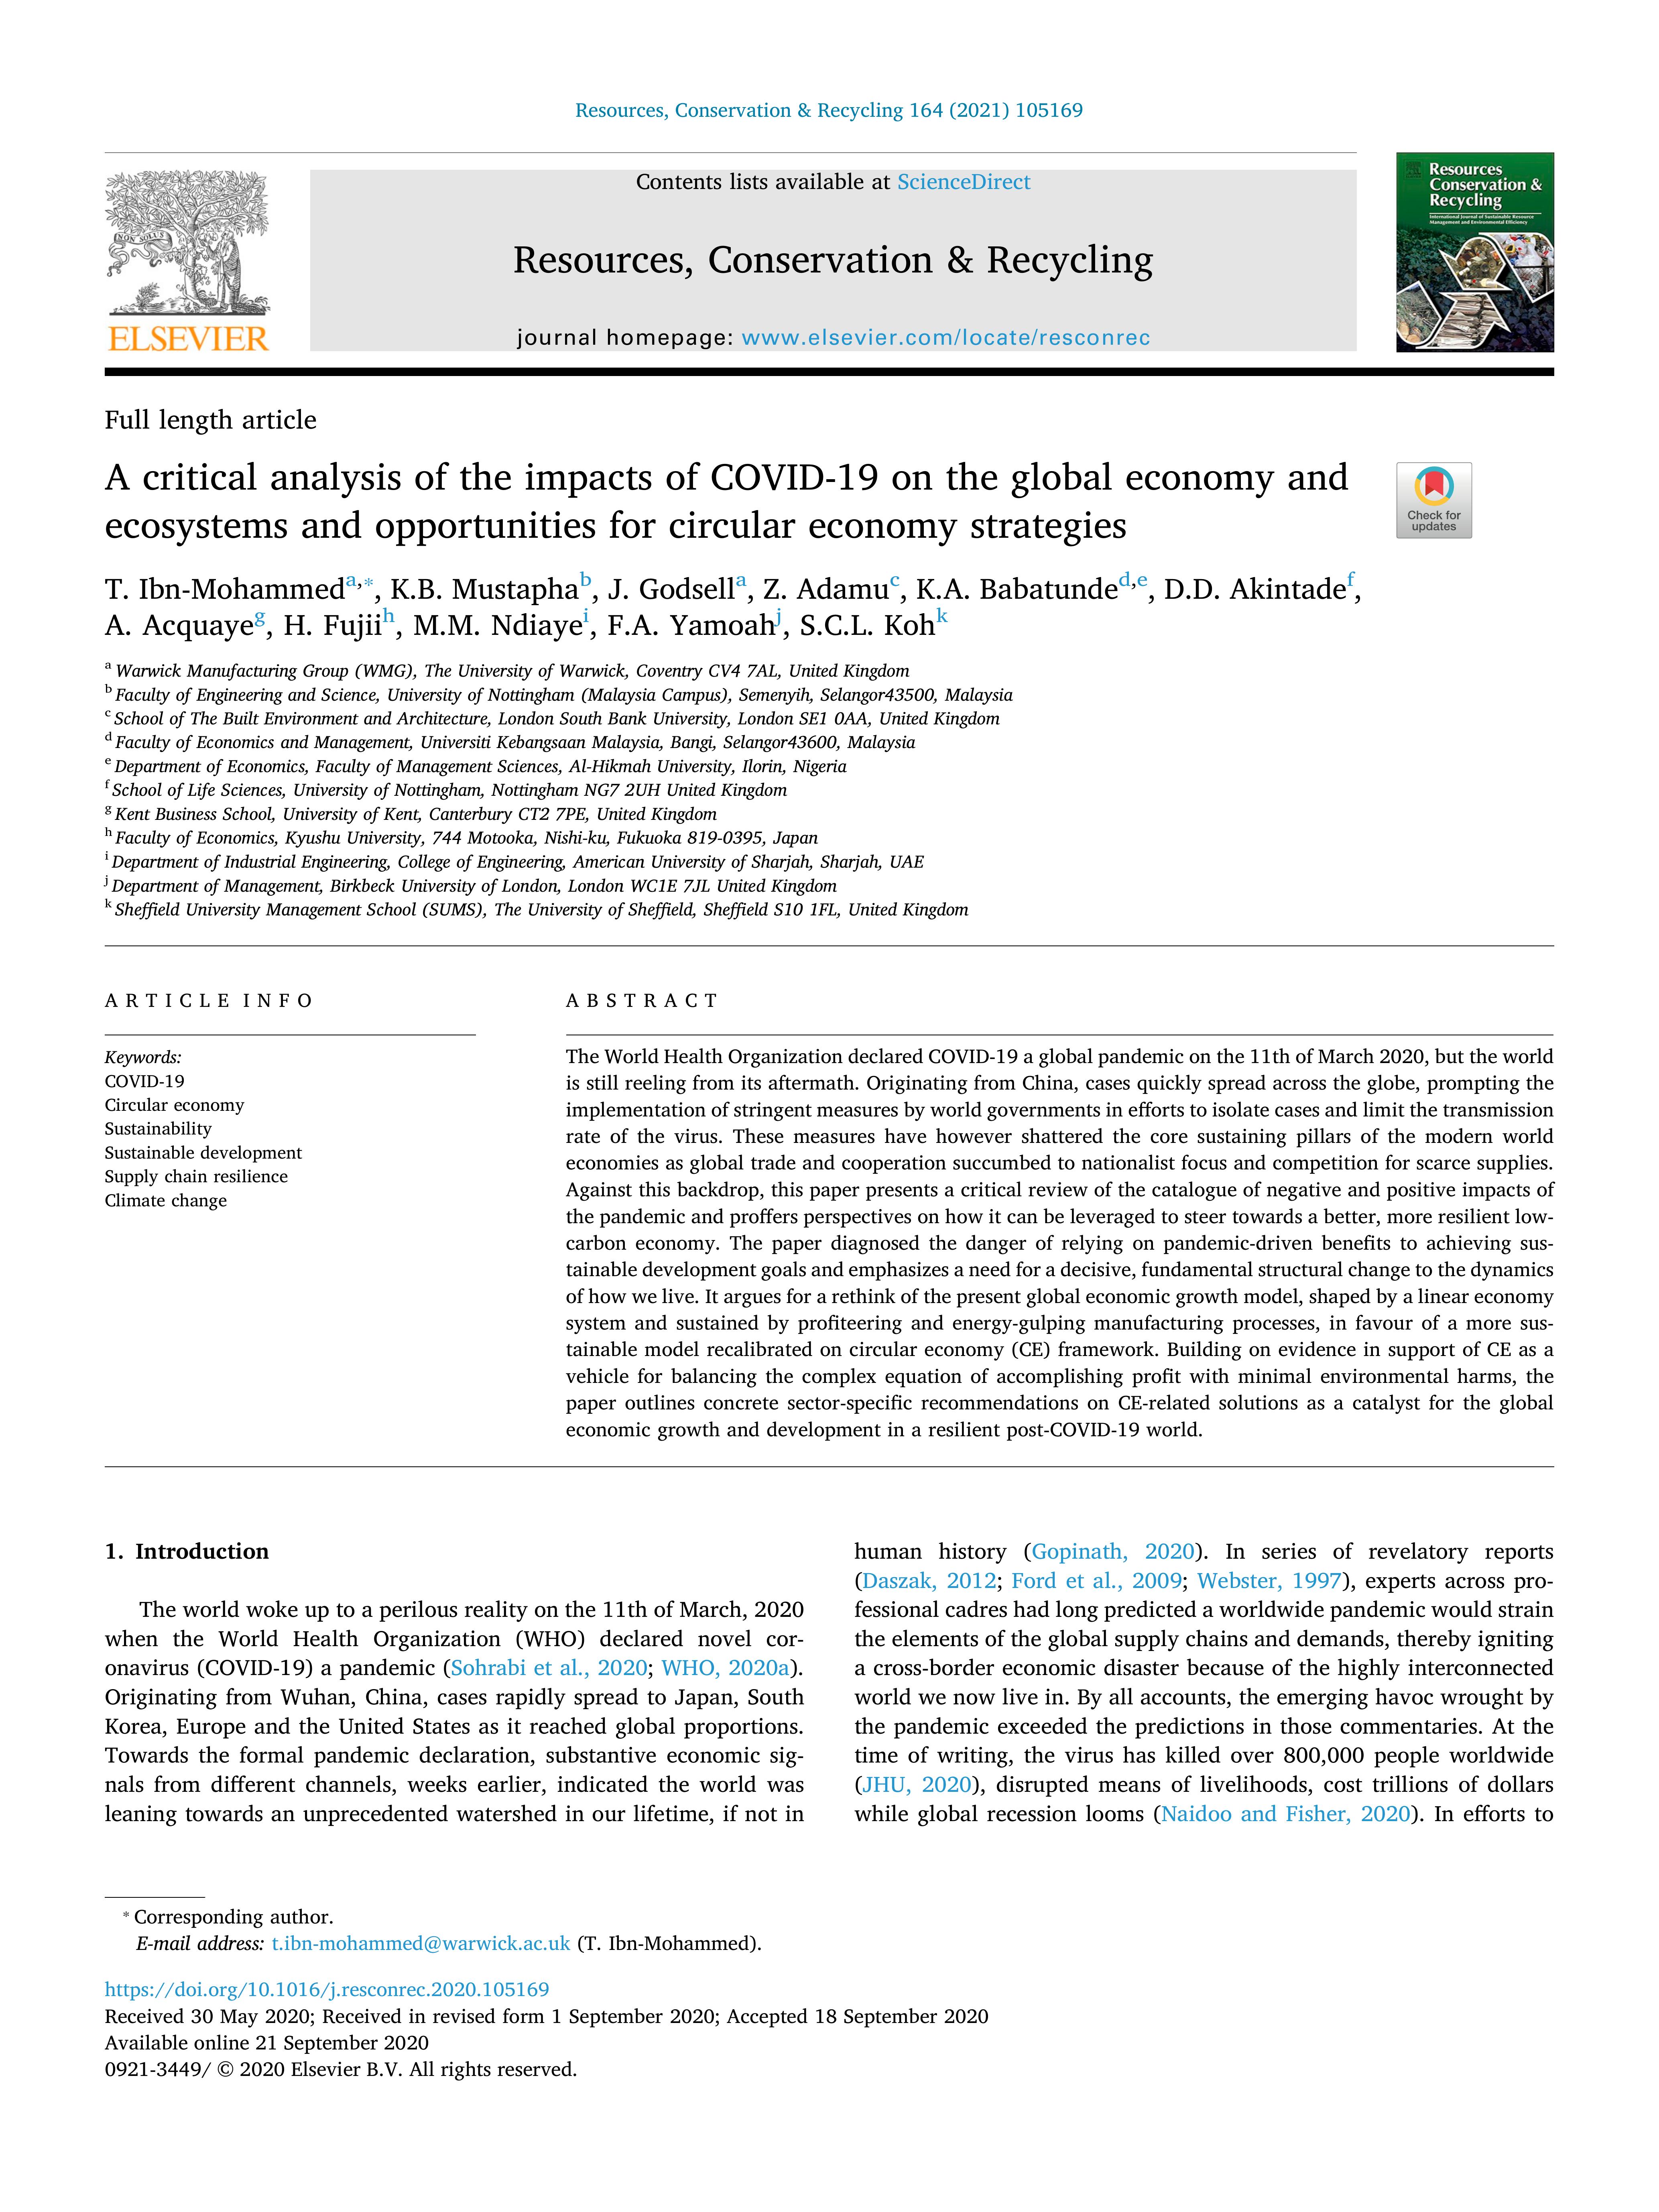 Resources, Conservation & Recycling 164 (2021) 105169
Contents lists available at ScienceDirect
Resources, Conservation & Recycling
journal homepage: www.elsevier.com/locate/resconrec
NON SOLUS
ELSEVIER
Resources
Conservation &
Recycling
International Journal of Sustainable Resource
Management and Environmental Efficiency
Full length article
A critical analysis of the impacts of COVID-19 on the global economy and
ecosystems and opportunities for circular economy strategies
Check for
updates
T. Ibn-Mohammed a,*, K.B. Mustapha b, J. Godsell a, Z. Adamu c, K.A. Babatunde d,e, D.D. Akintade f,
A. Acquaye g, H. Fujii h, M.M. Ndiaye i, F.A. Yamoah j, S.C.L. Koh k
a Warwick Manufacturing Group (WMG), The University of Warwick, Coventry CV4 7AL, United Kingdom
b Faculty of Engineering and Science, University of Nottingham (Malaysia Campus), Semenyih, Selangor43500, Malaysia
c School of The Built Environment and Architecture, London South Bank University, London SE1 0AA, United Kingdom
d Faculty of Economics and Management, Universiti Kebangsaan Malaysia, Bangi, Selangor43600, Malaysia
e Department of Economics, Faculty of Management Sciences, Al-Hikmah University, Ilorin, Nigeria
f School of Life Sciences, University of Nottingham, Nottingham NG7 2UH United Kingdom
g Kent Business School, University of Kent, Canterbury CT2 7PE, United Kingdom
h Faculty of Economics, Kyushu University, 744 Motooka, Nishi-ku, Fukuoka 819-0395, Japan
i Department of Industrial Engineering, College of Engineering, American University of Sharjah, Sharjah, UAE
j Department of Management, Birkbeck University of London, London WC1E 7JL United Kingdom
k Sheffield University Management School (SUMS), The University of Sheffield, Sheffield S10 1FL, United Kingdom
ARTICLE INFO
Keywords:
COVID-19
Circular economy
Sustainability
Sustainable development
Supply chain resilience
Climate change
ABSTRACT
The World Health Organization declared COVID-19 a global pandemic on the 11th of March 2020, but the world
is still reeling from its aftermath. Originating from China, cases quickly spread across the globe, prompting the
implementation of stringent measures by world governments in efforts to isolate cases and limit the transmission
rate of the virus. These measures have however shattered the core sustaining pillars of the modern world
economies as global trade and cooperation succumbed to nationalist focus and competition for scarce supplies.
Against this backdrop, this paper presents a critical review of the catalogue of negative and positive impacts of
the pandemic and proffers perspectives on how it can be leveraged to steer towards a better, more resilient low-
carbon economy. The paper diagnosed the danger of relying on pandemic-driven benefits to achieving sus-
tainable development goals and emphasizes a need for a decisive, fundamental structural change to the dynamics
of how we live. It argues for a rethink of the present global economic growth model, shaped by a linear economy
system and sustained by profiteering and energy-gulping manufacturing processes, in favour of a more sus-
tainable model recalibrated on circular economy (CE) framework. Building on evidence in support of CE as a
vehicle for balancing the complex equation of accomplishing profit with minimal environmental harms, the
paper outlines concrete sector-specific recommendations on CE-related solutions as a catalyst for the global
economic growth and development in a resilient post-COVID-19 world.
1. Introduction
The world woke up to a perilous reality on the 11th of March, 2020
when the World Health Organization (WHO) declared novel cor-
onavirus (COVID-19) a pandemic (Sohrabi et al., 2020; WHO, 2020a).
Originating from Wuhan, China, cases rapidly spread to Japan, South
Korea, Europe and the United States as it reached global proportions.
Towards the formal pandemic declaration, substantive economic sig-
nals from different channels, weeks earlier, indicated the world was
leaning towards an unprecedented watershed in our lifetime, if not in
human history (Gopinath, 2020). In series of revelatory reports
(Daszak, 2012; Ford et al., 2009; Webster, 1997), experts across pro-
fessional cadres had long predicted a worldwide pandemic would strain
the elements of the global supply chains and demands, thereby igniting
a cross-border economic disaster because of the highly interconnected
world we now live in. By all accounts, the emerging havoc wrought by
the pandemic exceeded the predictions in those commentaries. At the
time of writing, the virus has killed over 800,000 people worldwide
(JHU, 2020), disrupted means of livelihoods, cost trillions of dollars
while global recession looms (Naidoo and Fisher, 2020). In efforts to
* Corresponding author.
E-mail address: t.ibn-mohammed@warwick.ac.uk (T. Ibn-Mohammed).
https://doi.org/10.1016/j.resconrec.2020.105169
Received 30 May 2020; Received in revised form 1 September 2020; Accepted 18 September 2020
Available online 21 September 2020
0921-3449/ © 2020 Elsevier B.V. All rights reserved.